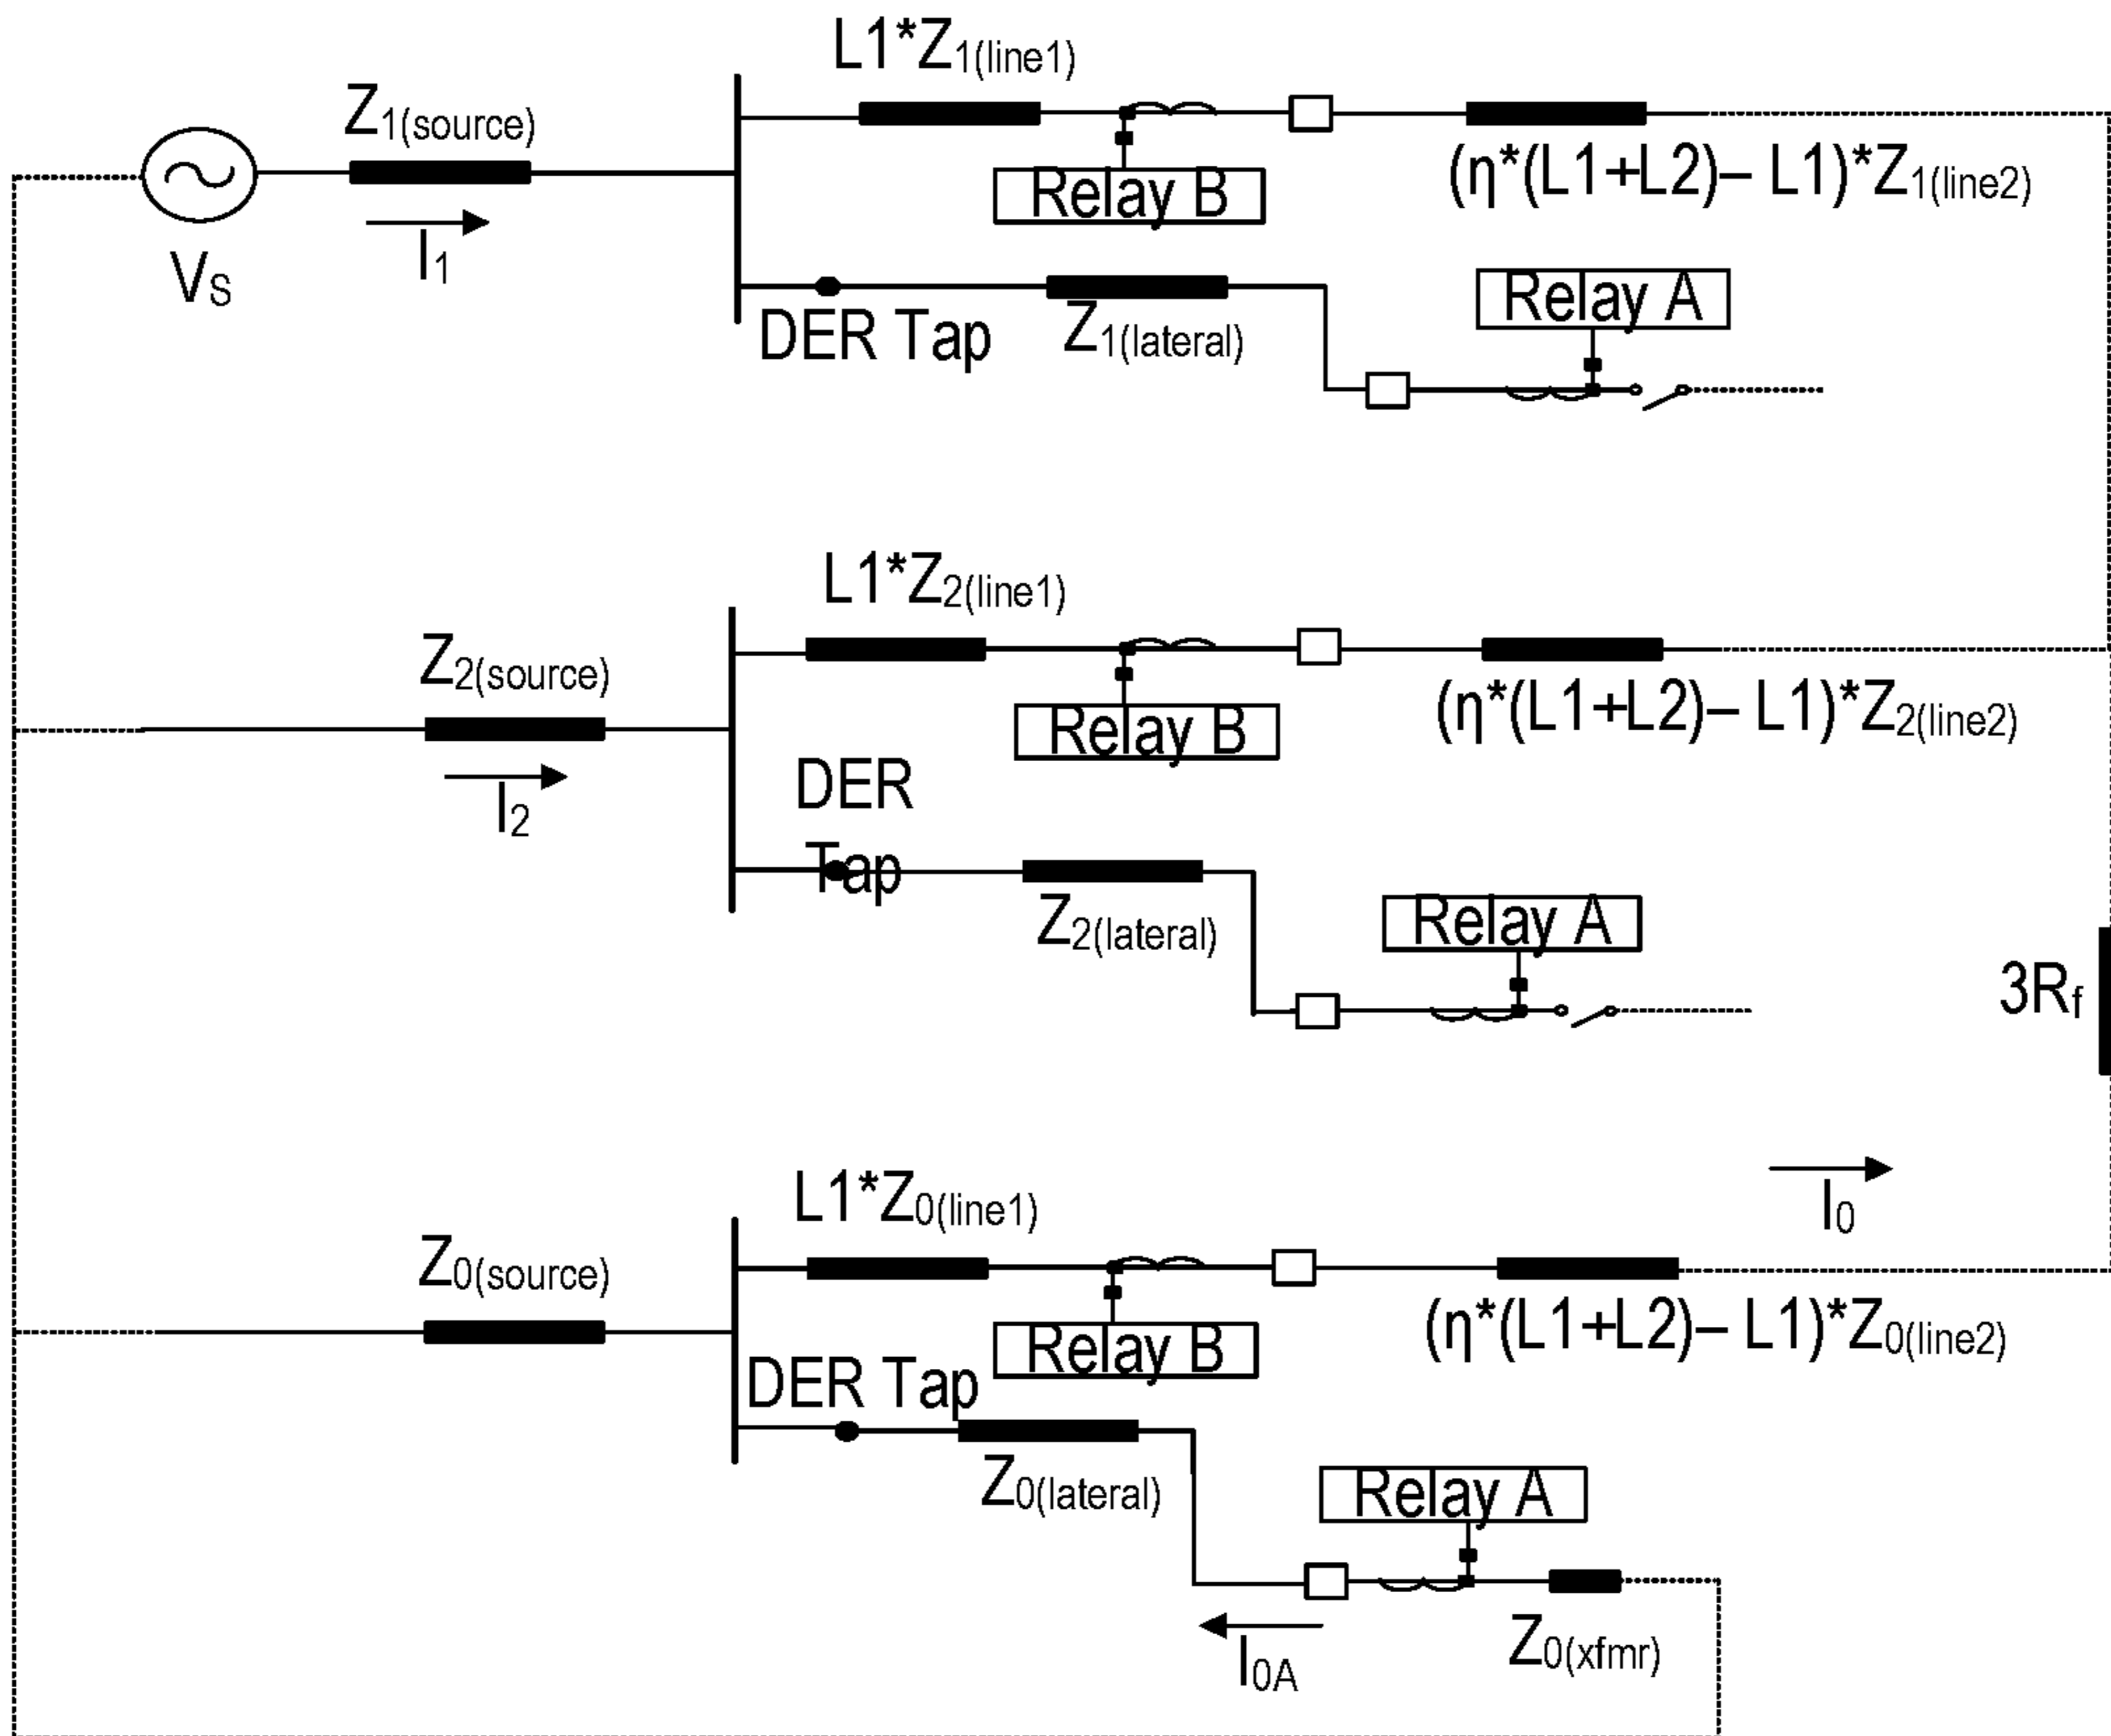 L1*Z1(line1)
Z1(source)
Relay B
(η*(L1+L2)– L1)*Z1(line2)
I1
VS
Relay A
DER Tap
Z1(lateral)
L1*Z2(line1)
Z2(source)
Relay B
(η*(L1+L2)– L1)*Z2(line2)
I2
DER
Tap
Z2(lateral)
Relay A
3Rf
L1*Z0(line1)
I0
Z0(source)
Relay B
(η*(L1+L2)– L1)*Z0(line2)
DER Tap
Z0(lateral)
Relay A
I0A
Z0(xfmr)